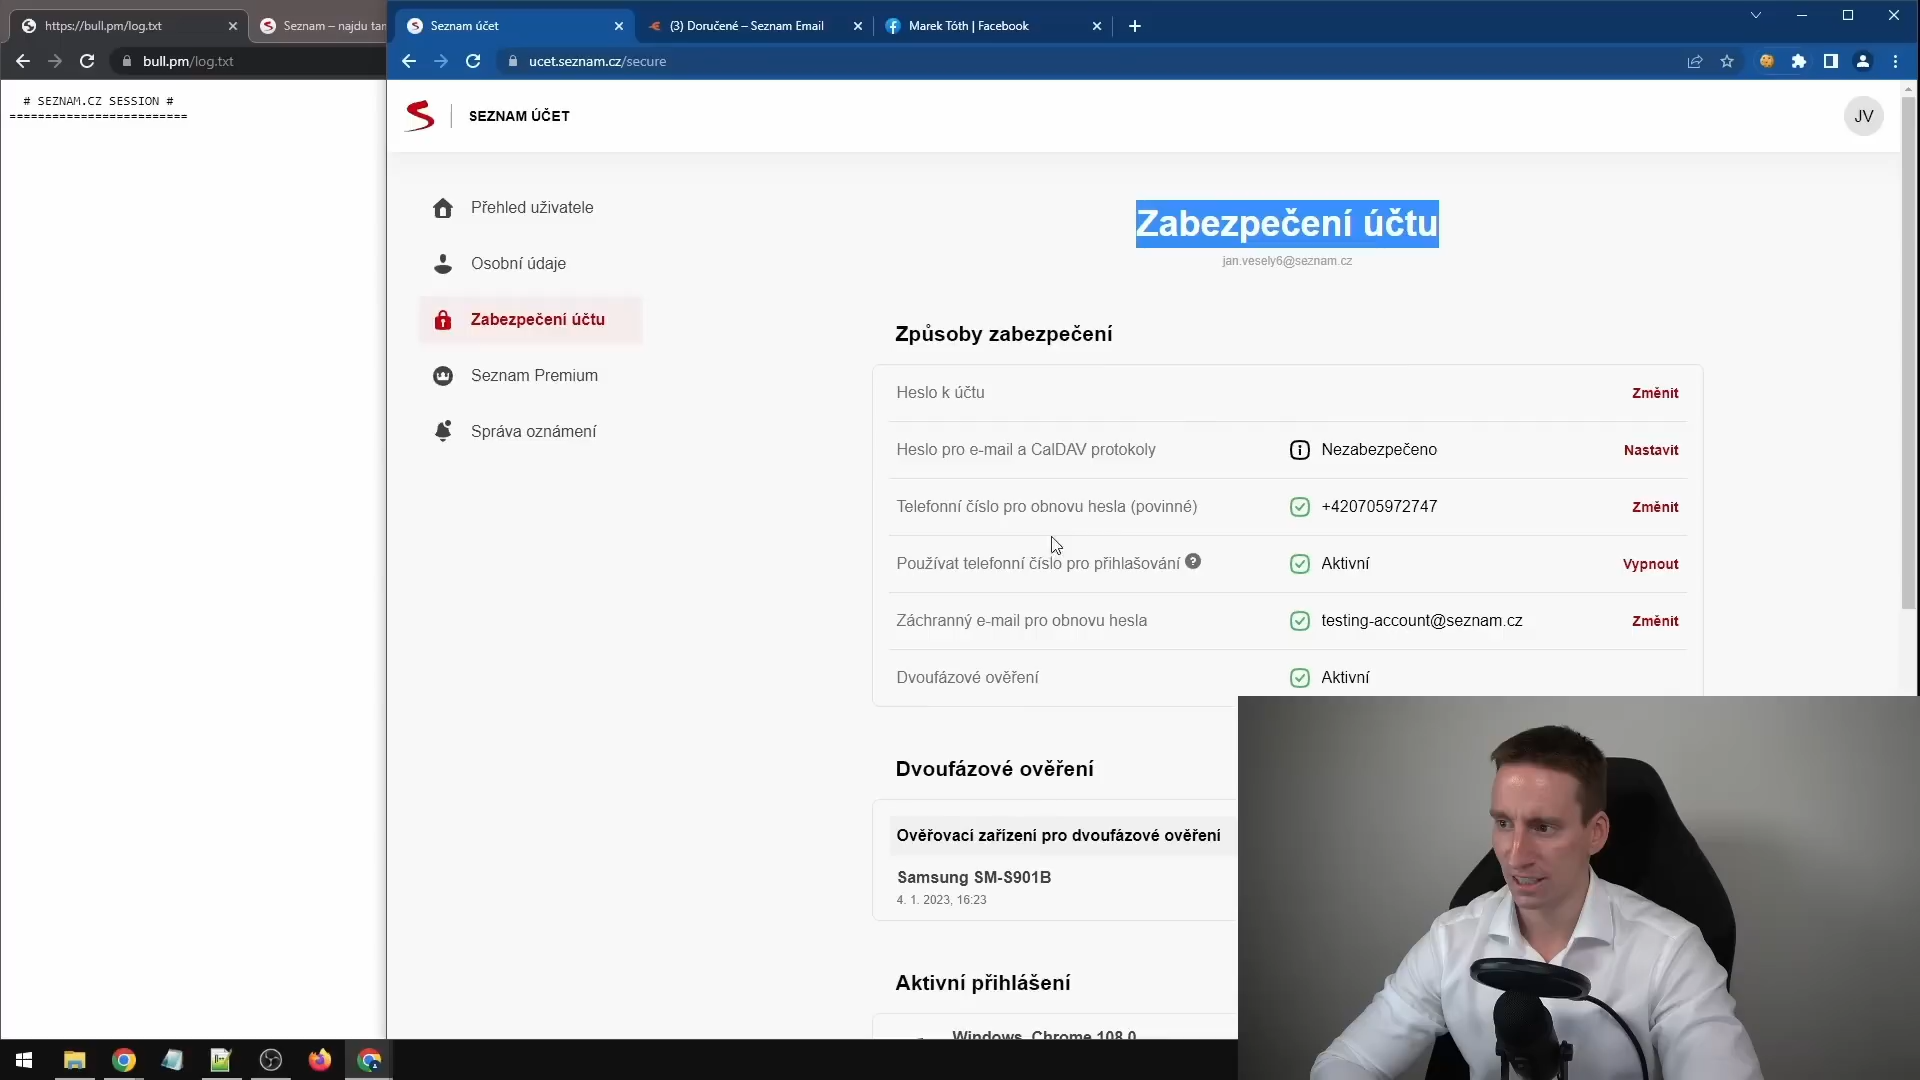 https://bull.pm/log.txt
Seznam – najdu tam
bull.pm/log.txt
# SEZNAM.CZ SESSION #
=========================
Seznam účet
(3) Doručené – Seznam Email
Marek Tóth | Facebook
ucet.seznam.cz/secure
SEZNAM ÚČET
JV
Přehled uživatele
Osobní údaje
Zabezpečení účtu
Seznam Premium
Správa oznámení
Zabezpečení účtu
jan.vesely6@seznam.cz
Způsoby zabezpečení
Heslo k účtu
Změnit
Heslo pro e-mail a CalDAV protokoly
Nezabezpečeno
Nastavit
Telefonní číslo pro obnovu hesla (povinné)
+420705972747
Změnit
Používat telefonní číslo pro přihlašování
Aktivní
Vypnout
Záchranný e-mail pro obnovu hesla
testing-account@seznam.cz
Změnit
Dvoufázové ověření
Aktivní
Dvoufázové ověření
Ověřovací zařízení pro dvoufázové ověření
Samsung SM-S901B
4. 1. 2023, 16:23
Aktivní přihlášení
Windows, Chrome 108.0